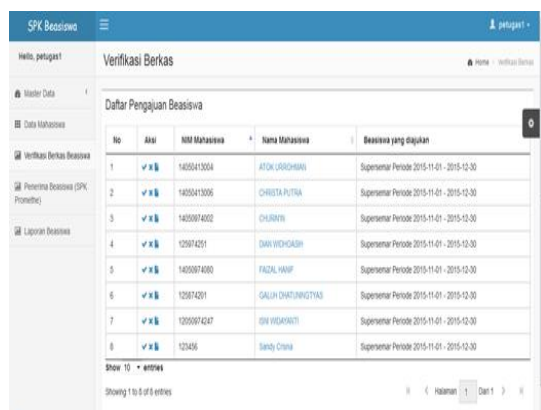 SPK Beasiswa
petugas1
Hello, petugas1
Verifikasi Berkas
Home Verifikasi Berkas
Master Data
Data Mahasiswa
Verifikasi Berkas Beasiswa
Penerima Beasiswa (SPK Promethe)
Laporan Beasiswa
Daftar Pengajuan Beasiswa
No Aksi NIM Mahasiswa Nama Mahasiswa Beasiswa yang diajukan
1 14050413004 ATOK URROHMAN Supersemar Periode 2015-11-01 - 2015-12-30
2 14050413006 CHRISTA PUTRA Supersemar Periode 2015-11-01 - 2015-12-30
3 14050974002 CHURNIYN Supersemar Periode 2015-11-01 - 2015-12-30
4 125974251 DIAN WIDHOASIH Supersemar Periode 2015-11-01 - 2015-12-30
5 14050974080 FAIZAL HANIF Supersemar Periode 2015-11-01 - 2015-12-30
6 125874201 GALUH DHATUNINGTYAS Supersemar Periode 2015-11-01 - 2015-12-30
7 12050974247 ISNI WIDAYANTI Supersemar Periode 2015-11-01 - 2015-12-30
8 123456 Sandy Crisna Supersemar Periode 2015-11-01 - 2015-12-30
Show 10 entries
Showing 1 to 8 of 8 entries
Halaman 1 Dari 1